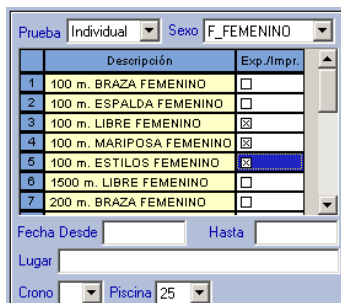 Prueba Individual Sexo F_FEMENINO
Descripción Exp./Impr.
1 100 m. BRAZA FEMENINO
2 100 m. ESPALDA FEMENINO
3 100 m. LIBRE FEMENINO
4 100 m. MARIPOSA FEMENINO
5 100 m. ESTILOS FEMENINO
6 1500 m. LIBRE FEMENINO
7 200 m. BRAZA FEMENINO
Fecha Desde Hasta
Lugar
Crono Piscina 25